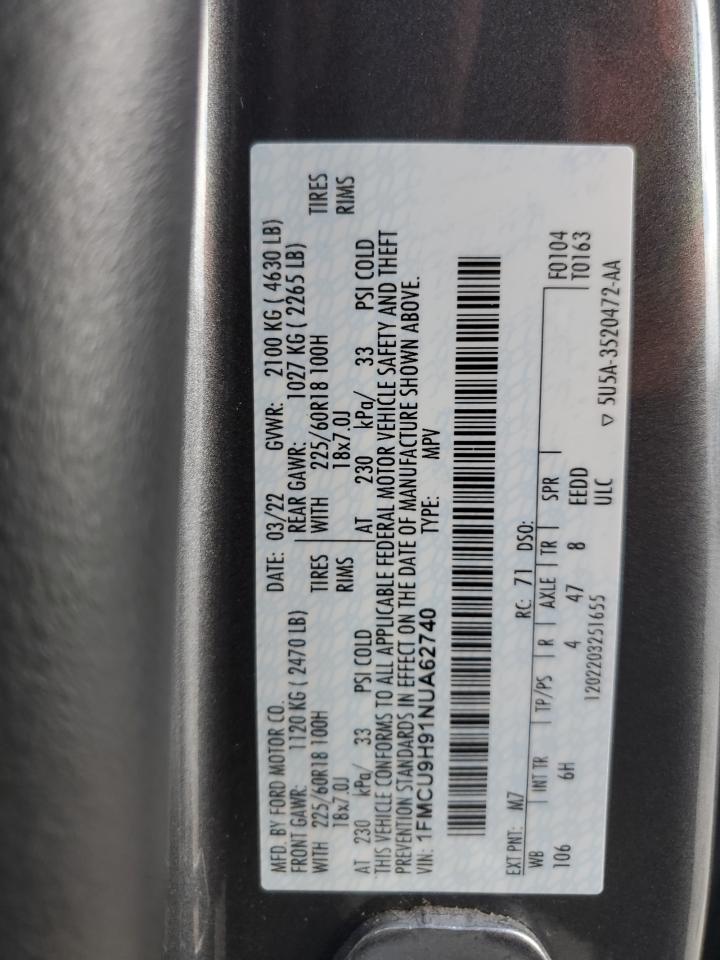 MFD. BY FORD MOTOR CO. DATE: 03/22 GVWR: 2100 KG ( 4630 LB)
FRONT GAWR: 1120 KG ( 2470 LB) REAR GAWR: 1027 KG ( 2265 LB)
WITH 225/60R18 100H TIRES WITH 225/60R18 100H TIRES
18x7.0J RIMS 18x7.0J RIMS
AT 230 kPa/ 33 PSI COLD AT 230 kPa/ 33 PSI COLD
THIS VEHICLE CONFORMS TO ALL APPLICABLE FEDERAL MOTOR VEHICLE SAFETY AND THEFT
PREVENTION STANDARDS IN EFFECT ON THE DATE OF MANUFACTURE SHOWN ABOVE.
VIN: 1FMCU9H91NUA62740 TYPE: MPV
EXT PNT: M7 RC: 71 DSO: F0104
WB INT TR TP/PS R AXLE TR SPR T0163
106 6H 4 47 8 EEDD
1202203251655 ULC ▽ 5U5A-3520472-AA